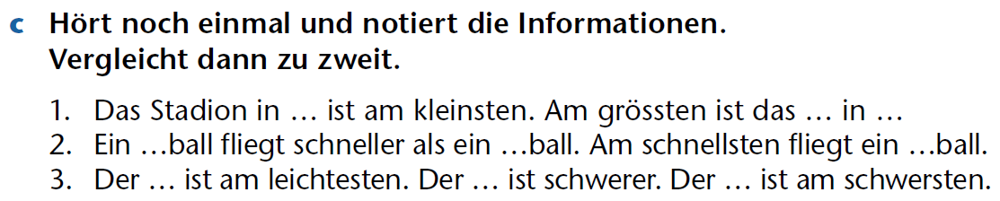 c Hört noch einmal und notiert die Informationen.
Vergleicht dann zu zweit.
1. Das Stadion in … ist am kleinsten. Am grössten ist das … in …
2. Ein …ball fliegt schneller als ein …ball. Am schnellsten fliegt ein …ball.
3. Der … ist am leichtesten. Der … ist schwerer. Der … ist am schwersten.